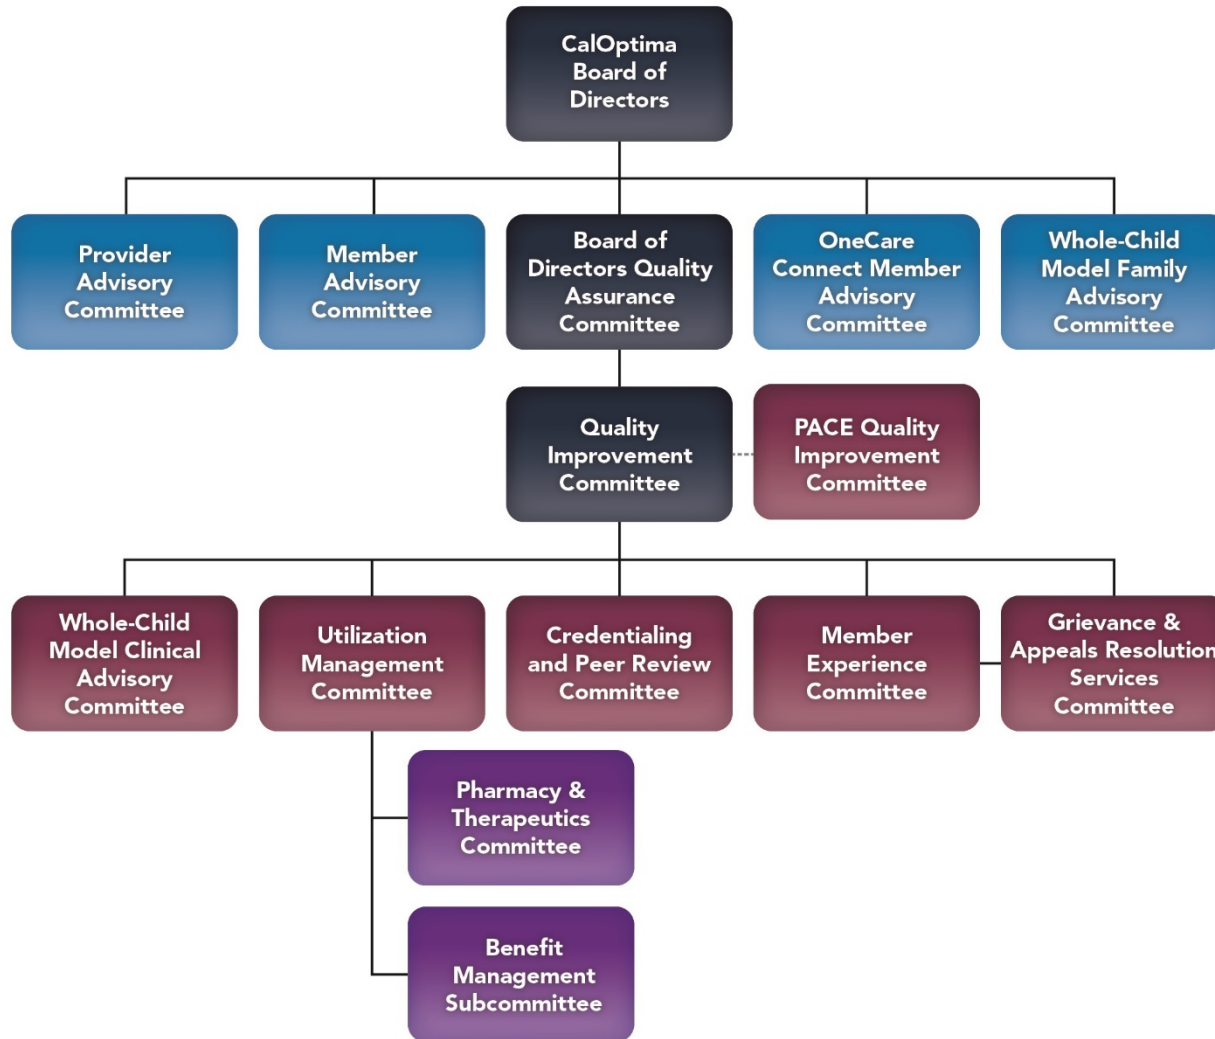 CalOptima
Board of
Directors
Provider
Advisory
Committee
Member
Advisory
Committee
Board of
Directors Quality
Assurance
Committee
OneCare
Connect Member
Advisory
Committee
Whole-Child
Model Family
Advisory
Committee
Quality
Improvement
Committee
PACE Quality
Improvement
Committee
Whole-Child
Model Clinical
Advisory
Committee
Utilization
Management
Committee
Credentialing
and Peer Review
Committee
Member
Experience
Committee
Grievance &
Appeals Resolution
Services
Committee
Pharmacy &
Therapeutics
Committee
Benefit
Management
Subcommittee